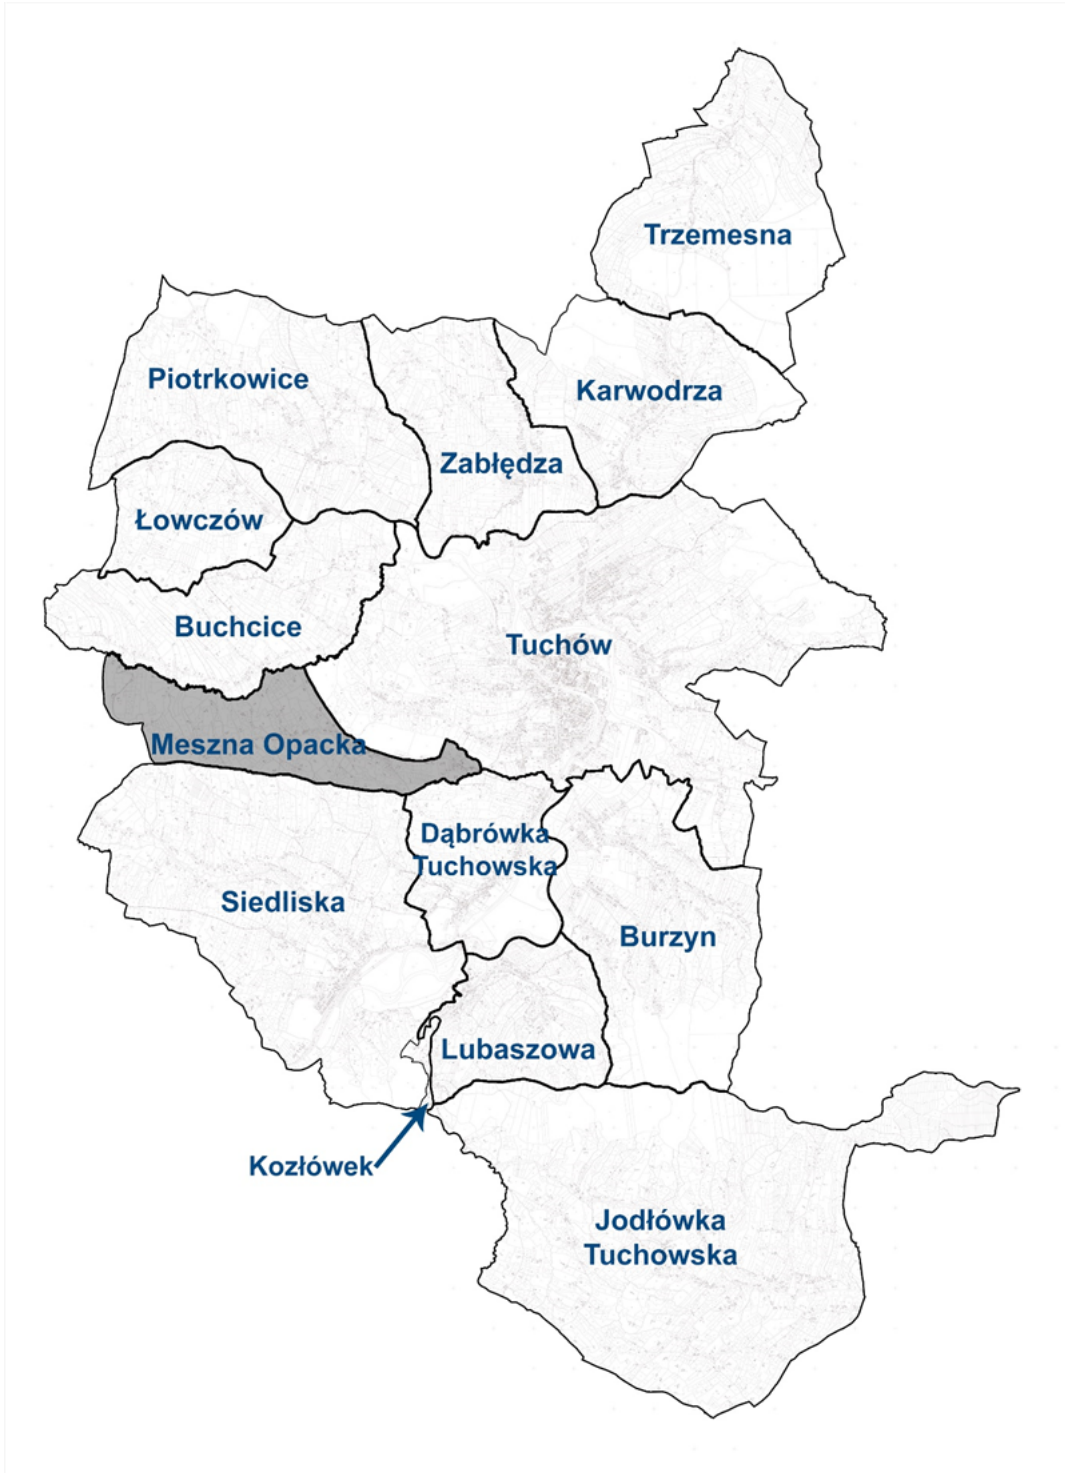 Trzemesna
Piotrkowice
Karwodrza
Zabłędza
Łowczów
Buchcice
Tuchów
Meszna Opacka
Dąbrówka
Tuchowska
Siedliska
Burzyn
Lubaszowa
Kozłówek
Jodłówka
Tuchowska